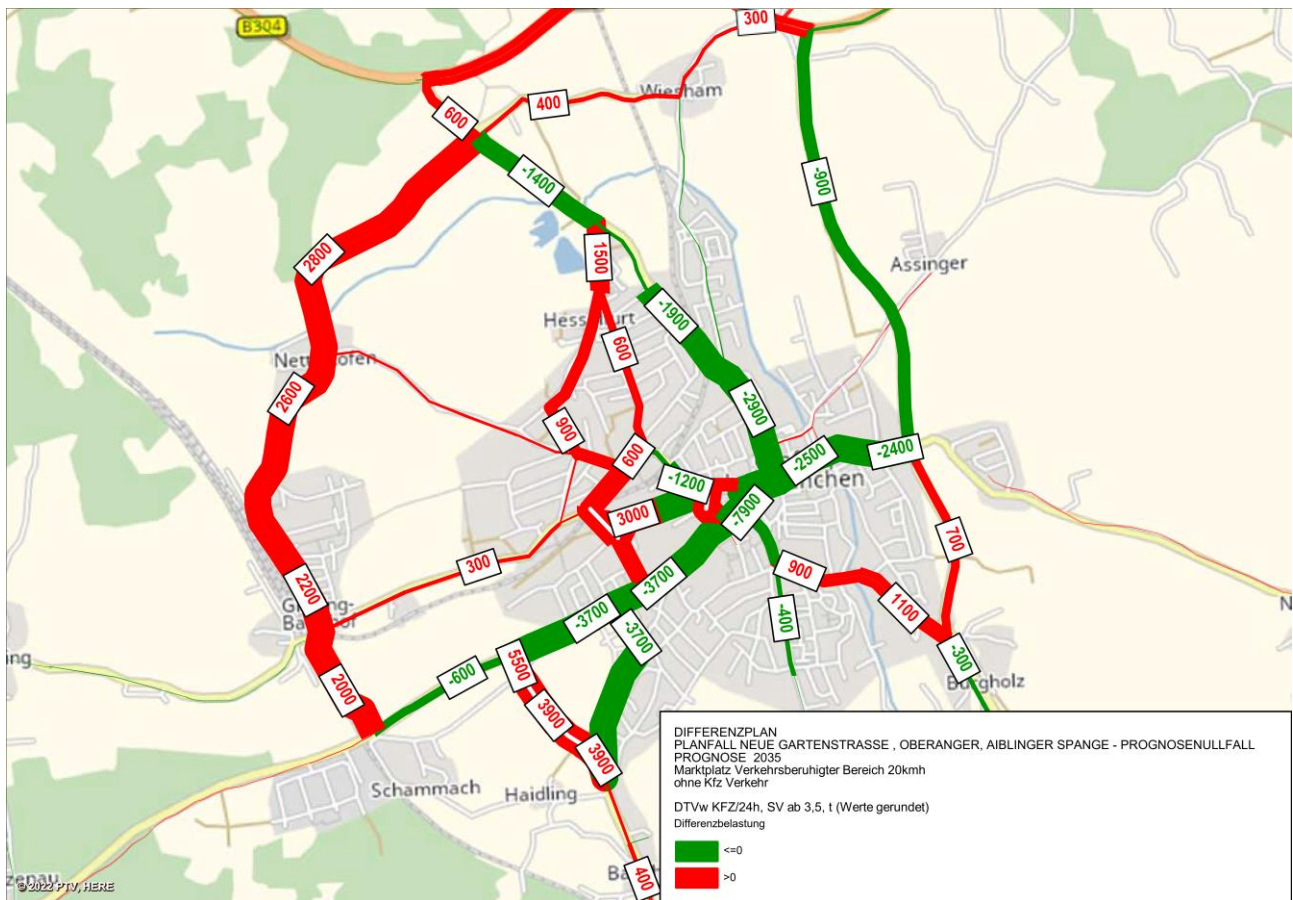 300
B304
Wiesham
400
600
-1400
-900
2800
1500
Assinger
-1900
600
2600
-2900
900
600
-2500
-2400
-1200
3000
-7900
700
300
900
2200
-3700
1100
-3700
-3700
-400
-600
5500
-300
2000
3900
3900
Schammach
Haidling
400
DIFFERENZPLAN
PLANFALL NEUE GARTENSTRASSE , OBERANGER, AIBLINGER SPANGE - PROGNOSENULLFALL
PROGNOSE 2035
Marktplatz Verkehrsberuhigter Bereich 20kmh
ohne Kfz Verkehr
DTVw KFZ/24h, SV ab 3,5, t (Werte gerundet)
Differenzbelastung
<=0
>0
© 2022 PTV, HERE